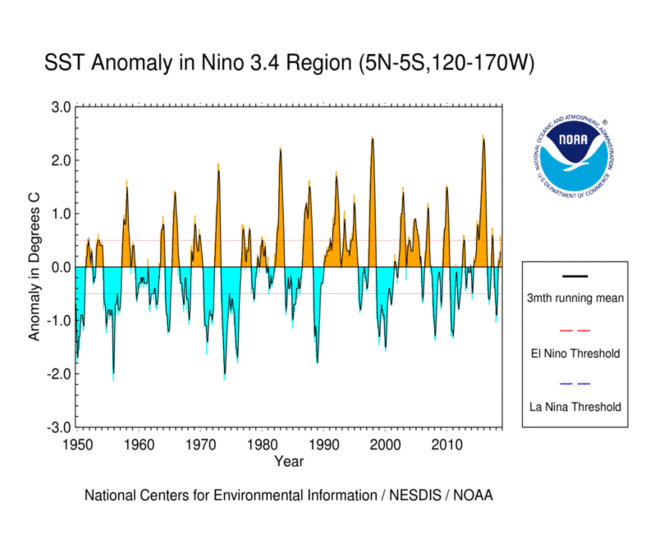 SST Anomaly in Nino 3.4 Region (5N-5S,120-170W)
3.0
2.0
1.0
0.0
-1.0
-2.0
-3.0
Anomaly in Degrees C
1950 1960 1970 1980 1990 2000 2010
Year
NATIONAL OCEANIC AND ATMOSPHERIC ADMINISTRATION
®
NOAA
U.S. DEPARTMENT OF COMMERCE
3mth running mean
El Nino Threshold
La Nina Threshold
National Centers for Environmental Information / NESDIS / NOAA